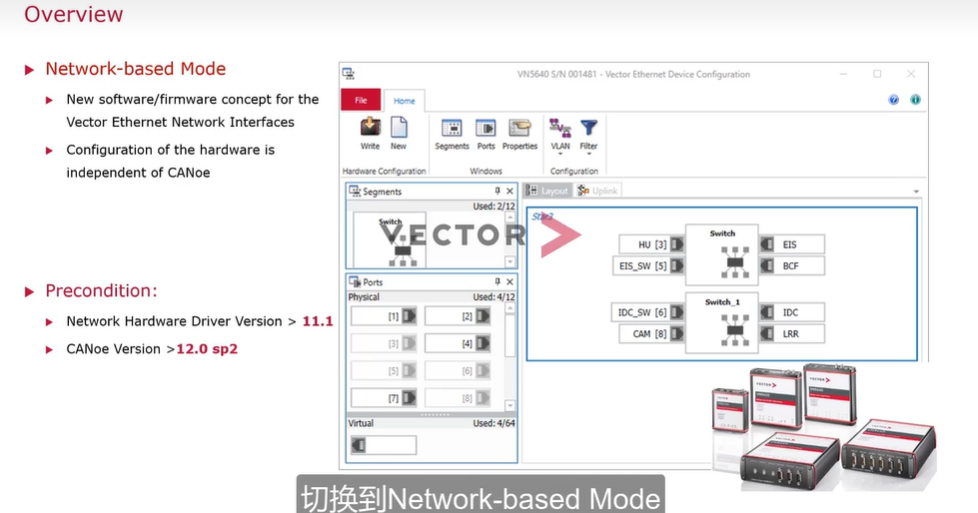 Overview
Network-based Mode
New software/firmware concept for the
Vector Ethernet Network Interfaces
Configuration of the hardware is
independent of CANoe
Precondition:
Network Hardware Driver Version > 11.1
CANoe Version >12.0 sp2
VN5640 S/N 001481 - Vector Ethernet Device Configuration
File
Home
Write
New
Segments
Ports
Properties
VLAN
Filter
Hardware Configuration
Windows
Configuration
Segments
Used: 2/12
Switch
Ports
Physical
Used: 4/12
[1]
[2]
[3]
[4]
[5]
[6]
[7]
[8]
Virtual
Used: 4/64
Layout
Uplink
VECTOR
Switch
HU [3]
EIS
EIS_SW [5]
BCF
Switch_1
IDC_SW [6]
IDC
CAM [8]
LRR
VECTOR
切换到Network-based Mode